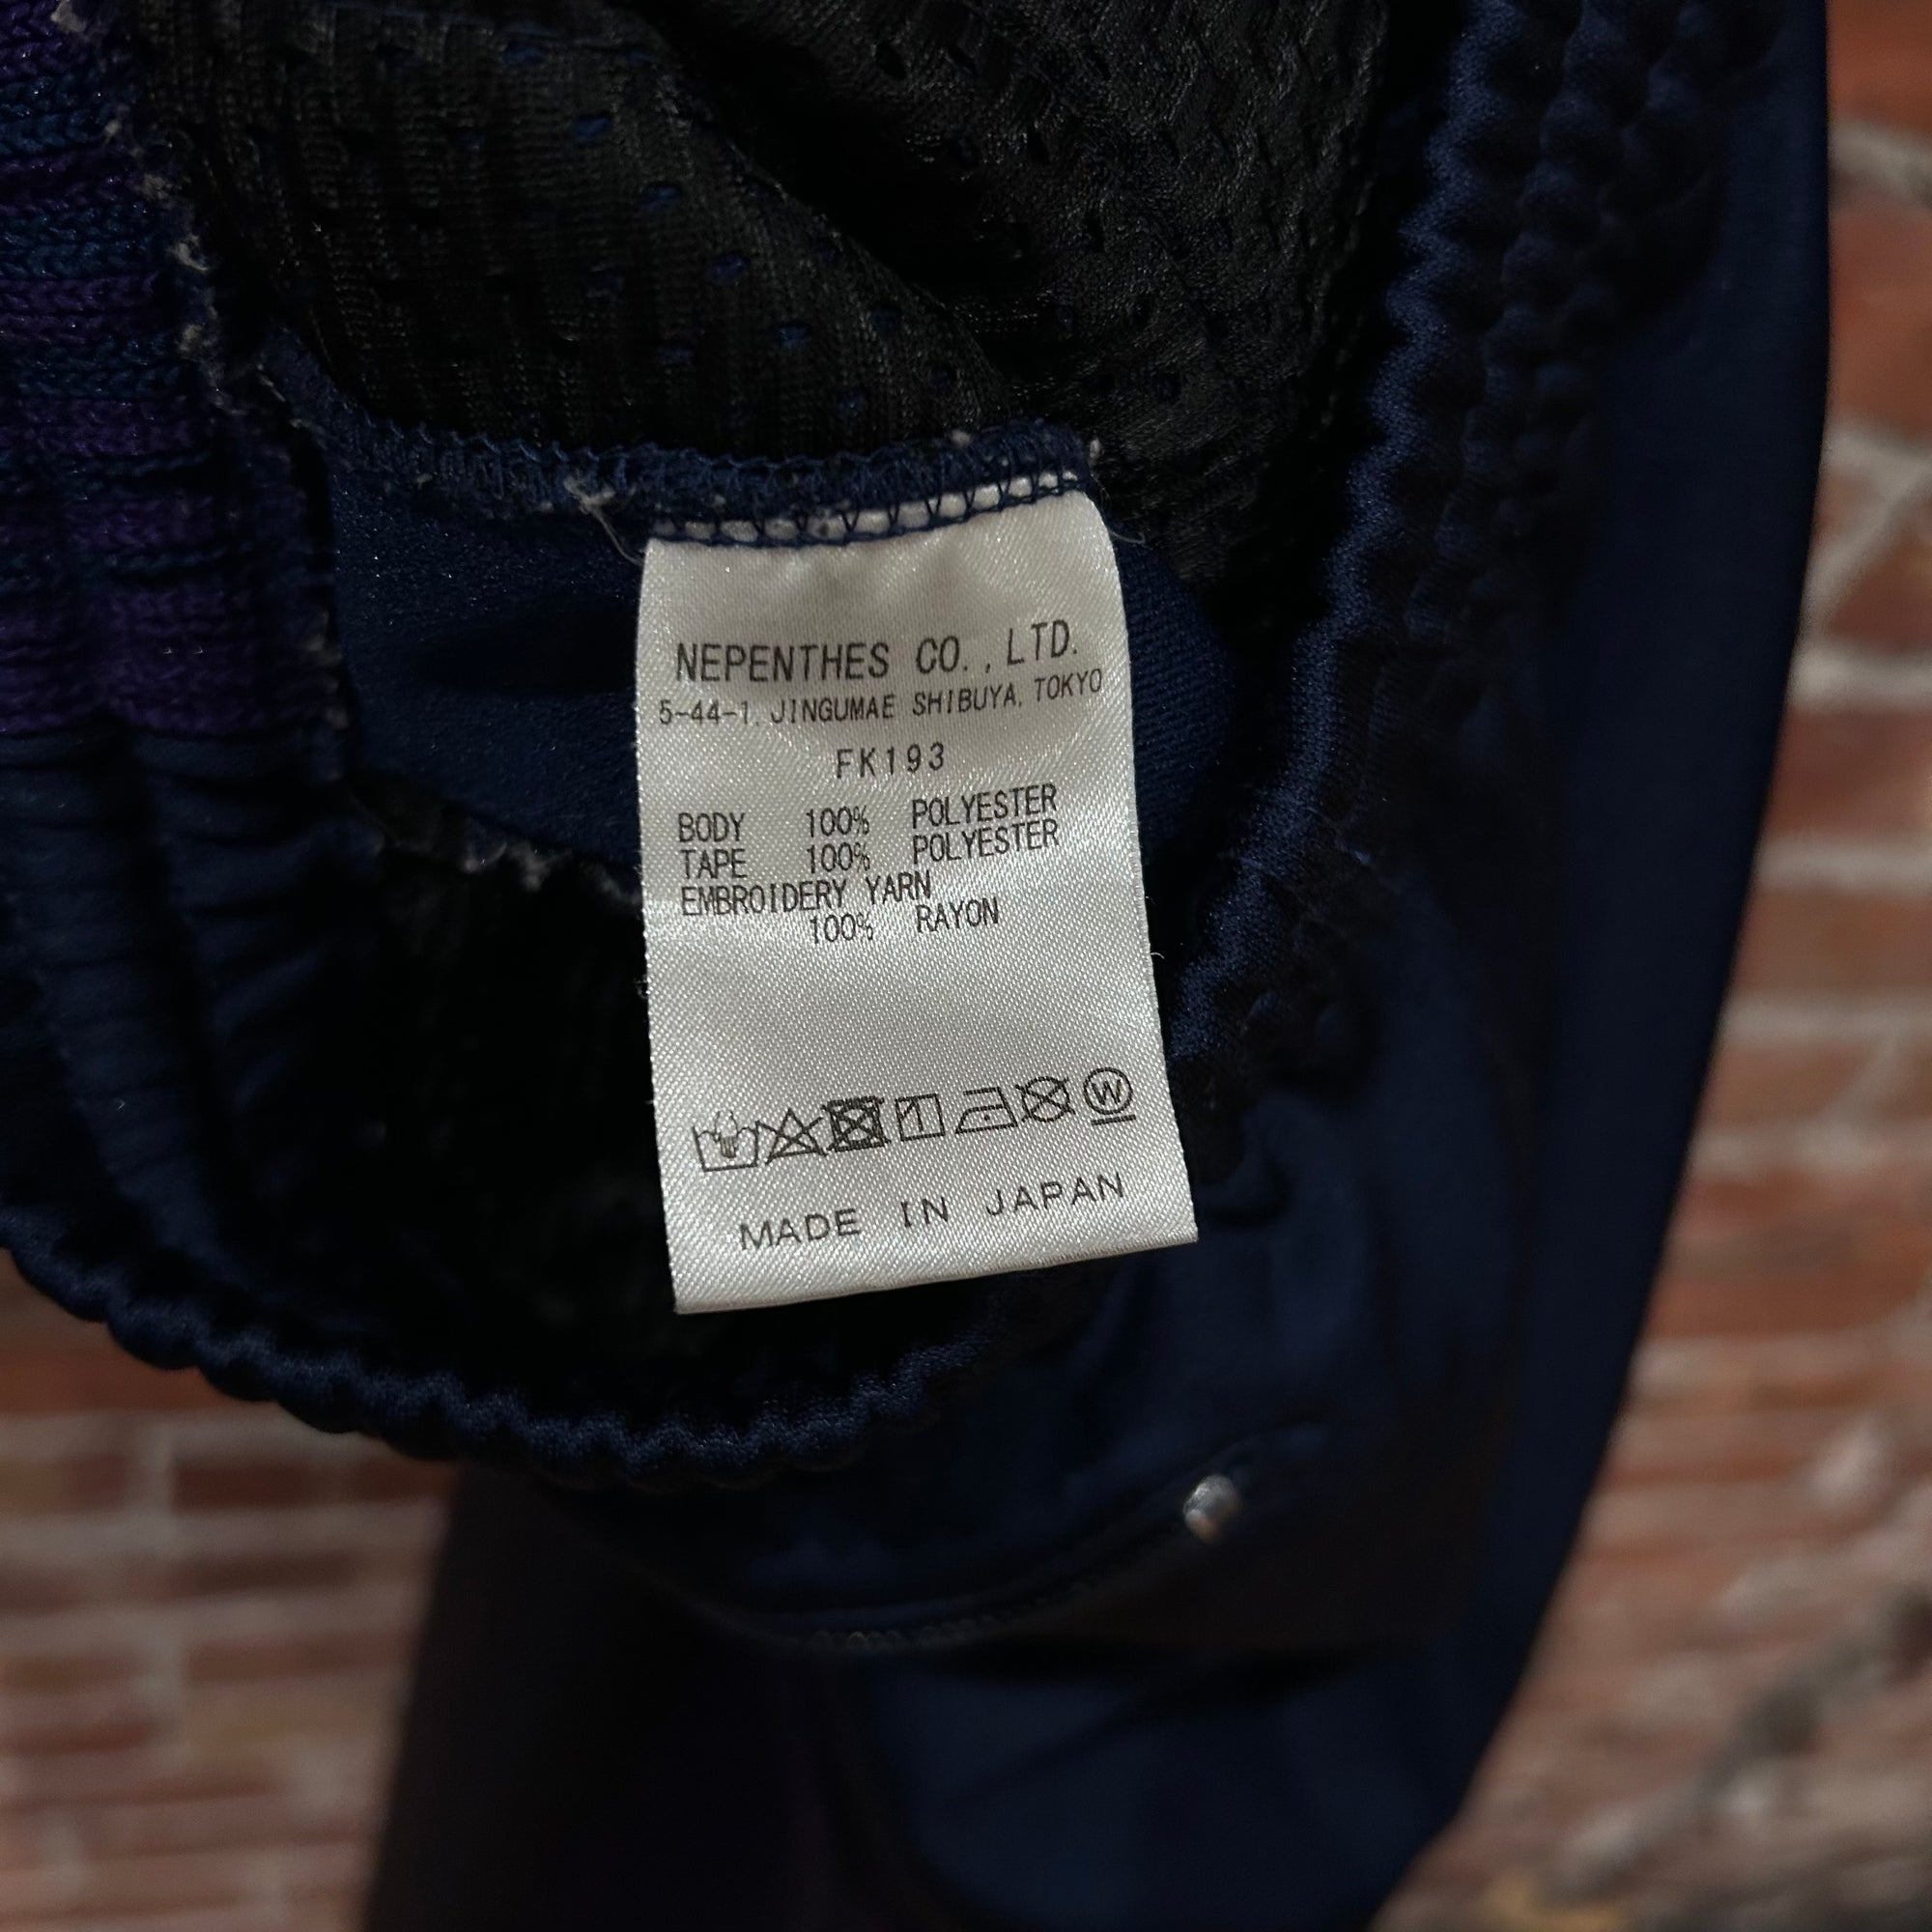 NEPENTHES CO., LTD.
5-44-1, JINGUMAE SHIBUYA, TOKYO
FK193
BODY 100% POLYESTER
TAPE 100% POLYESTER
EMBROIDERY YARN
100% RAYON
W
MADE IN JAPAN